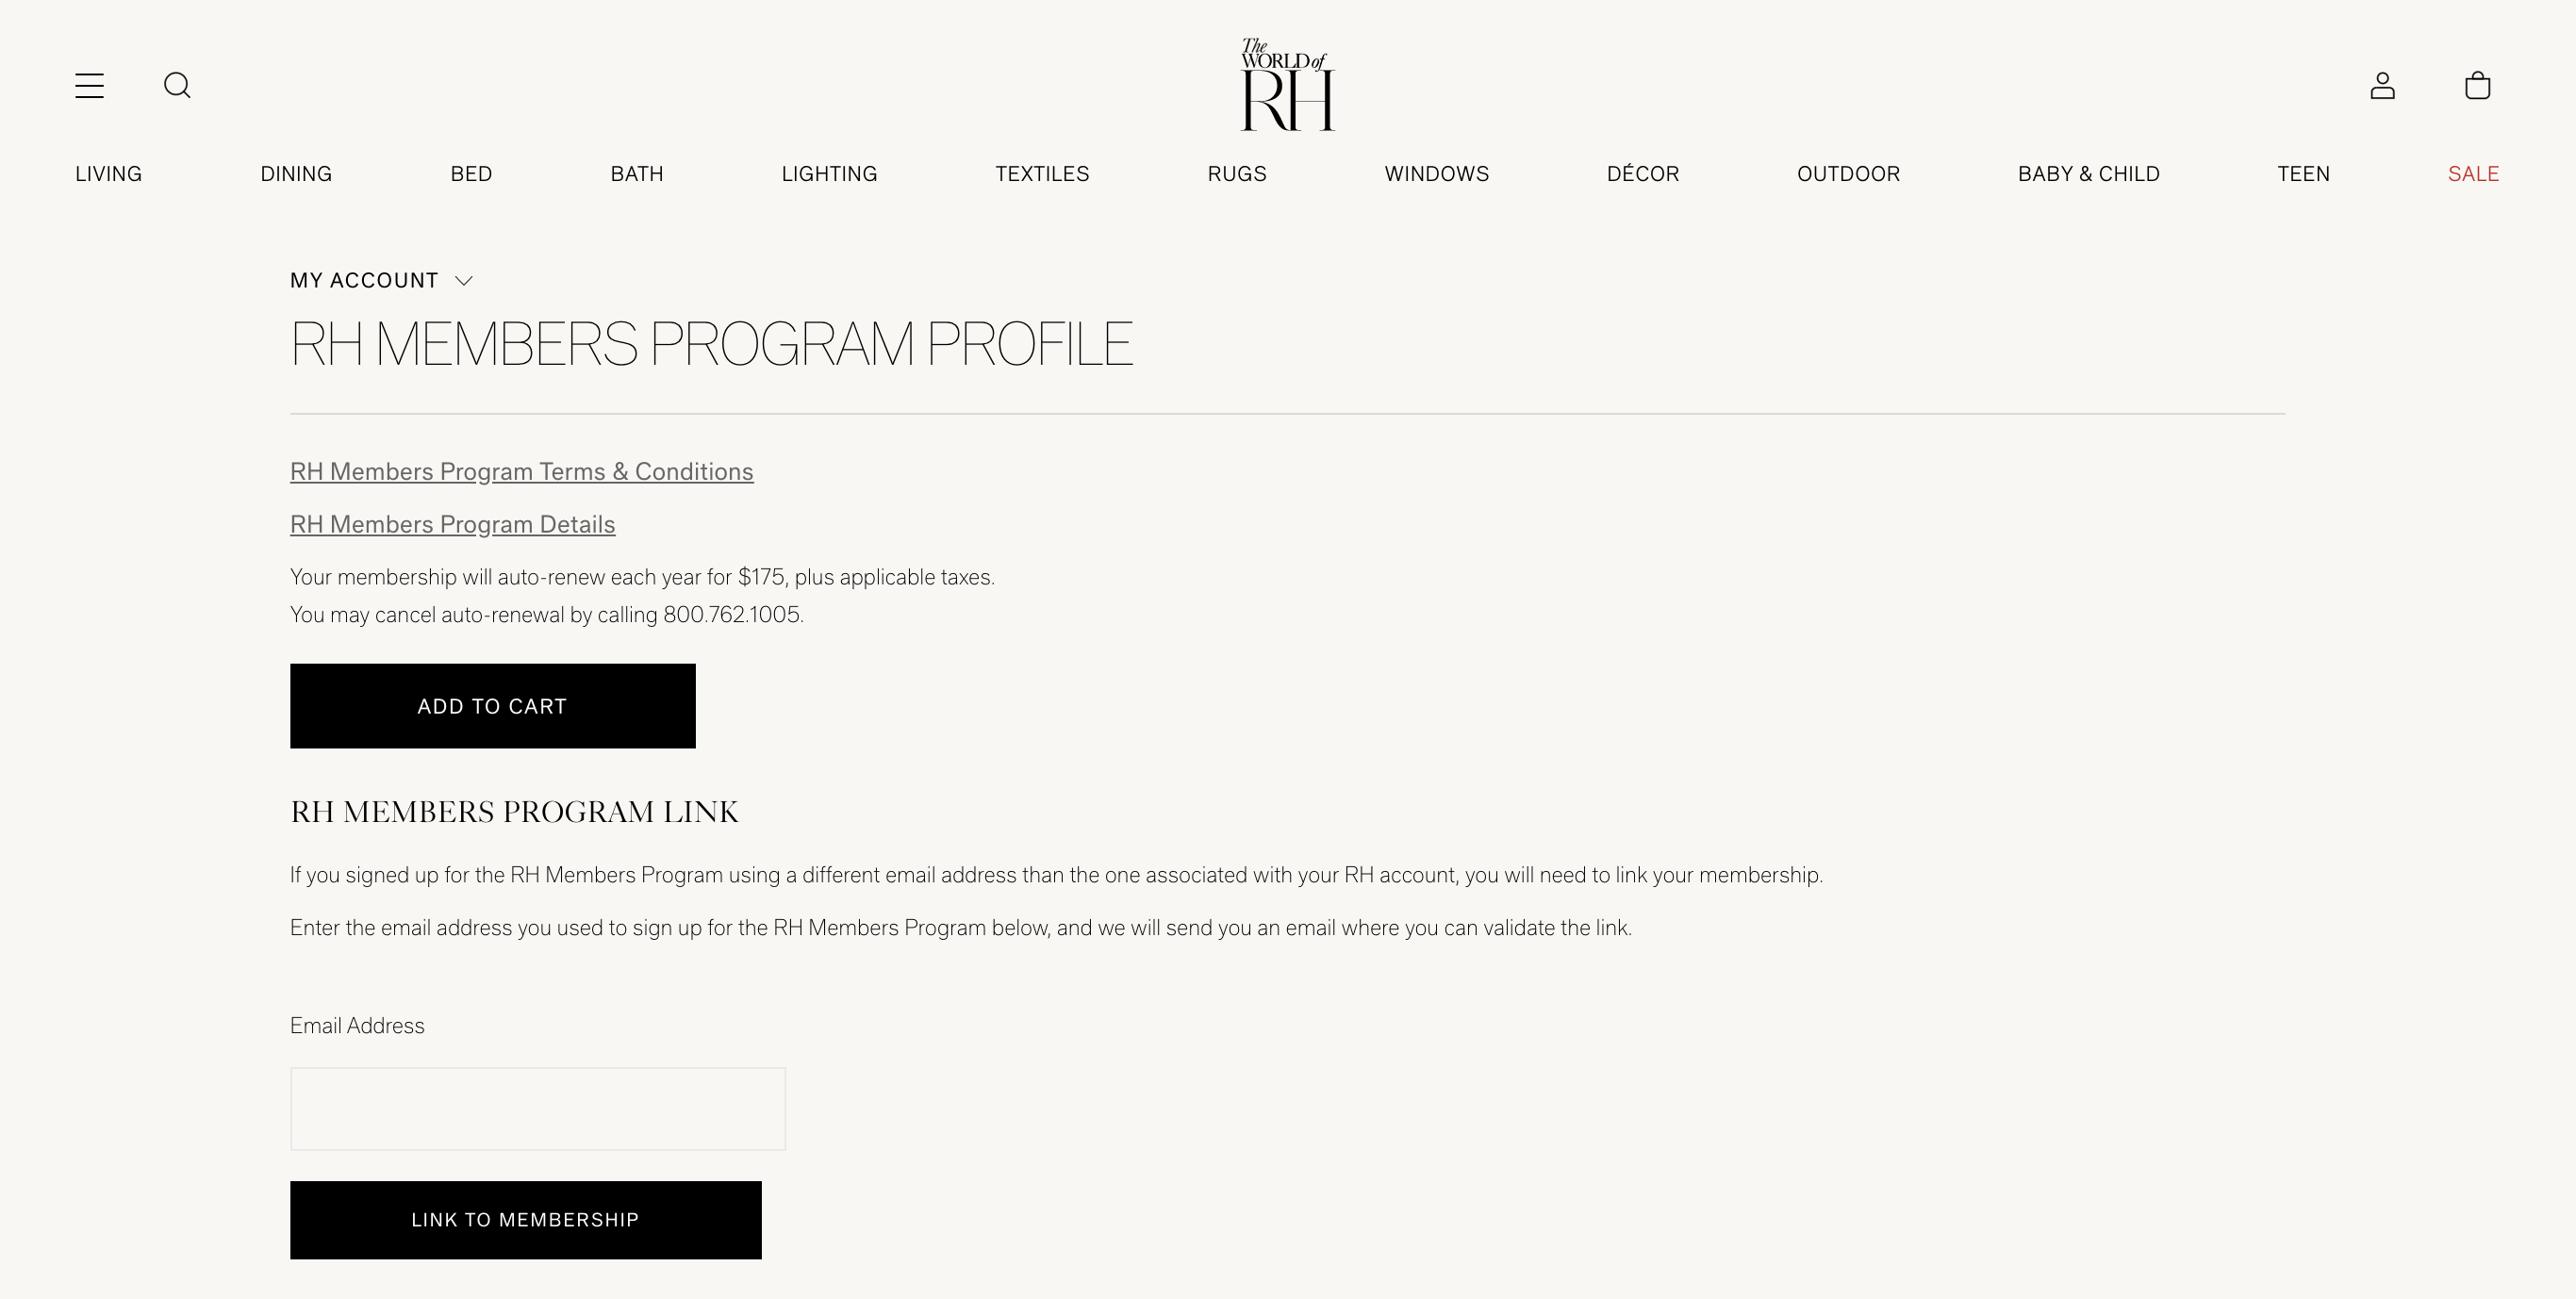 The
WORLD of
RH
LIVING DINING BED BATH LIGHTING TEXTILES RUGS WINDOWS DÉCOR OUTDOOR BABY & CHILD TEEN SALE
MY ACCOUNT
RH MEMBERS PROGRAM PROFILE
RH Members Program Terms & Conditions
RH Members Program Details
Your membership will auto-renew each year for $175, plus applicable taxes.
You may cancel auto-renewal by calling 800.762.1005.
ADD TO CART
RH MEMBERS PROGRAM LINK
If you signed up for the RH Members Program using a different email address than the one associated with your RH account, you will need to link your membership.
Enter the email address you used to sign up for the RH Members Program below, and we will send you an email where you can validate the link.
Email Address
LINK TO MEMBERSHIP